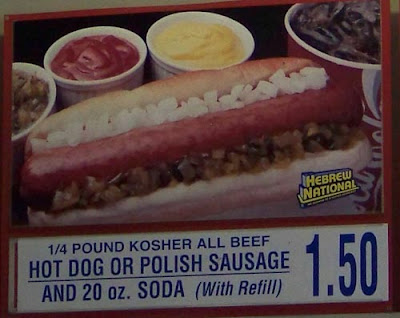 HEBREW
NATIONAL
1/4 POUND KOSHER ALL BEEF
HOT DOG OR POLISH SAUSAGE
AND 20 oz. SODA (With Refill)
1.50